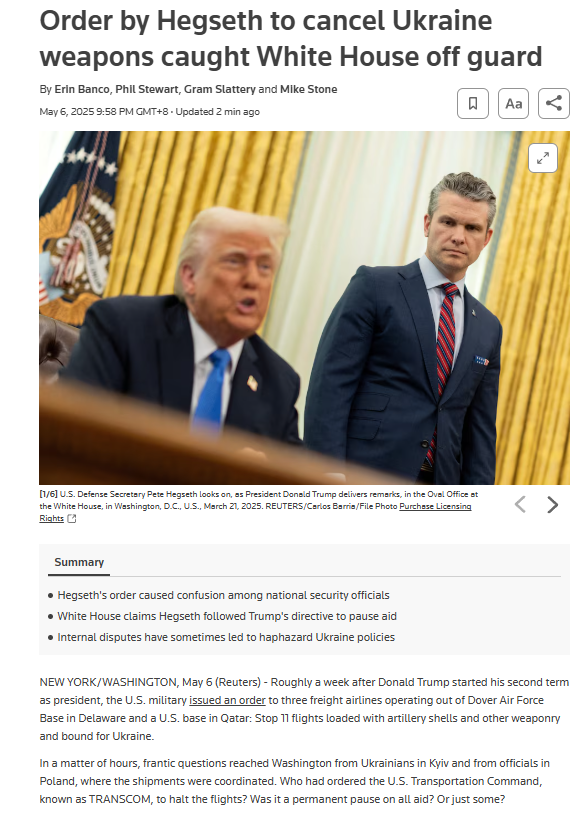 Order by Hegseth to cancel Ukraine
weapons caught White House off guard
By Erin Banco, Phil Stewart, Gram Slattery and Mike Stone
May 6, 2025 9:58 PM GMT+8 · Updated 2 min ago
Aa
[1/6] U.S. Defense Secretary Pete Hegseth looks on, as President Donald Trump delivers remarks, in the Oval Office at
the White House, in Washington, D.C., U.S., March 21, 2025. REUTERS/Carlos Barria/File Photo Purchase Licensing
Rights
Summary
• Hegseth's order caused confusion among national security officials
• White House claims Hegseth followed Trump's directive to pause aid
• Internal disputes have sometimes led to haphazard Ukraine policies
NEW YORK/WASHINGTON, May 6 (Reuters) - Roughly a week after Donald Trump started his second term
as president, the U.S. military issued an order to three freight airlines operating out of Dover Air Force
Base in Delaware and a U.S. base in Qatar: Stop 11 flights loaded with artillery shells and other weaponry
and bound for Ukraine.
In a matter of hours, frantic questions reached Washington from Ukrainians in Kyiv and from officials in
Poland, where the shipments were coordinated. Who had ordered the U.S. Transportation Command,
known as TRANSCOM, to halt the flights? Was it a permanent pause on all aid? Or just some?